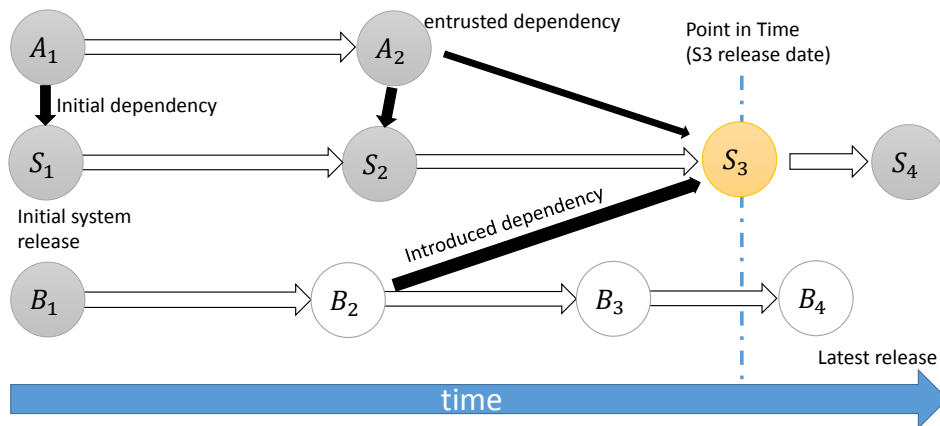 entrusted dependency
Point in Time
(S3 release date)
A₁
A₂
Initial dependency
S₁
S₂
S₃
S₄
Initial system
release
Introduced dependency
B₁
B₂
B₃
B₄
Latest release
time